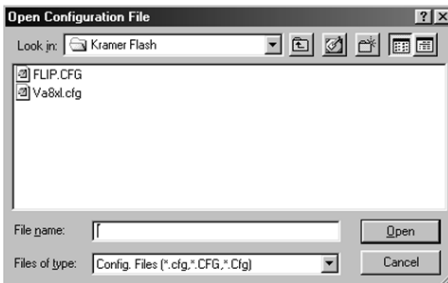 Open Configuration File
Look in: Kramer Flash
FLIP.CFG
Va8xl.cfg
File name: Open
Files of type: Config. Files (*.cfg,*.CFG,*.Cfg) Cancel